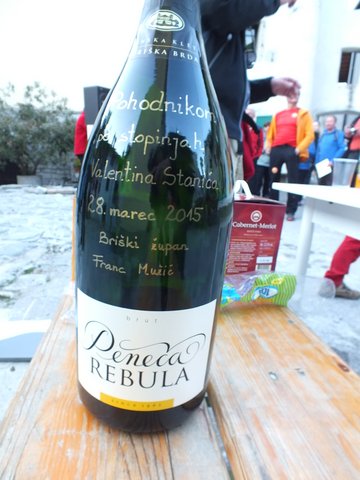 Pohodnikom
po stopinjah
Valentina Staniča
28. marec 2015
Briški župan
Franc Mužič
brut
Peneča
REBULA
Cabernet-Merlot